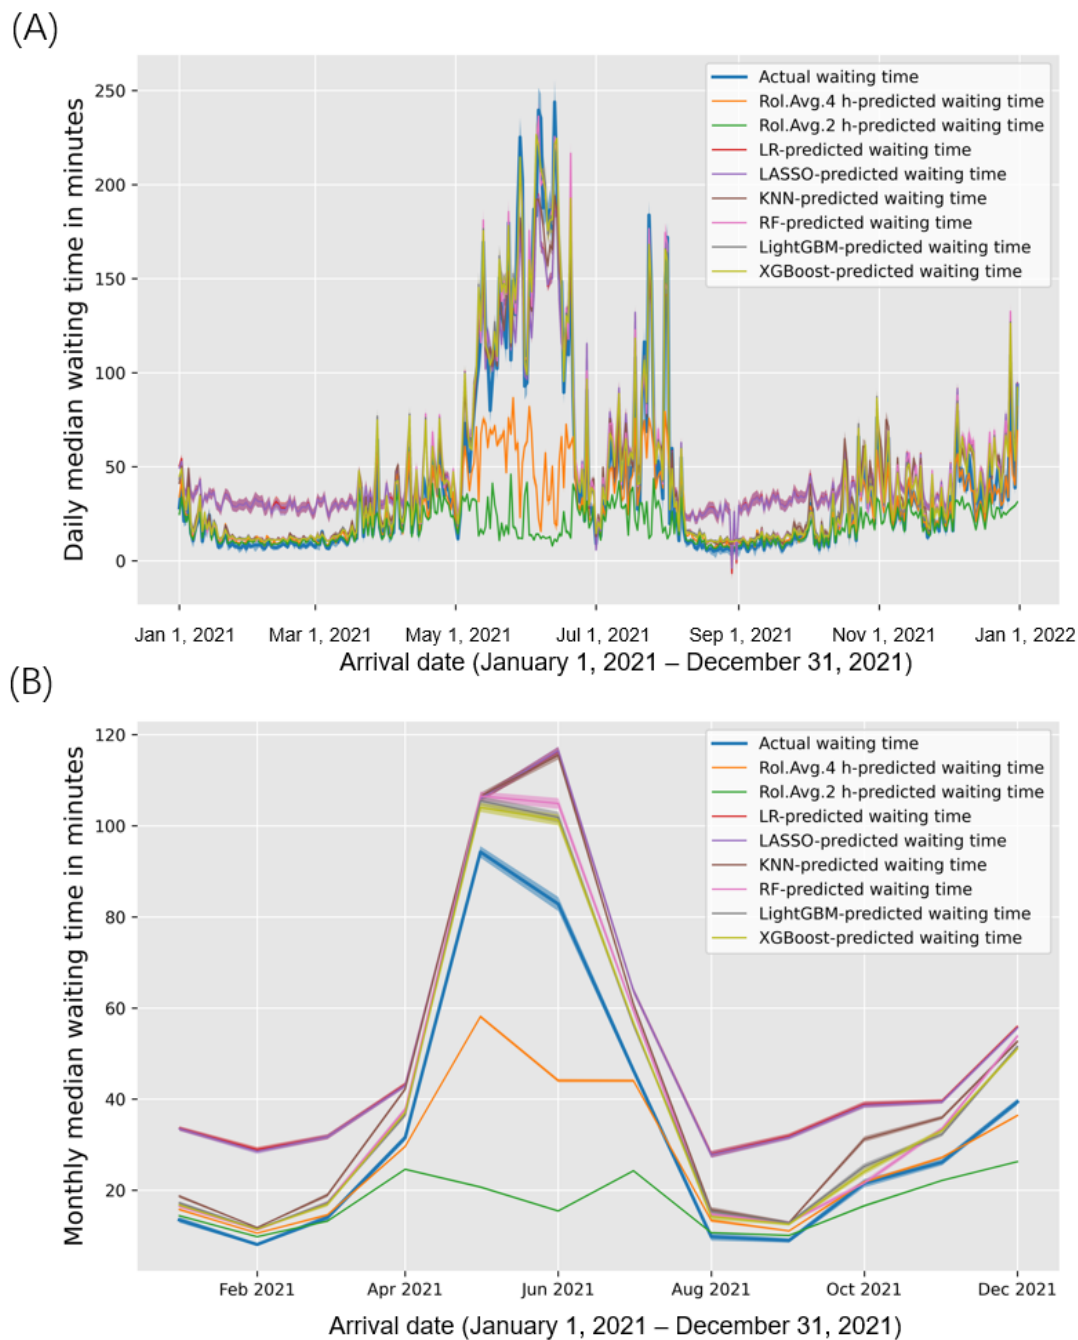 (A)
Daily median waiting time in minutes
250
200
150
100
50
0
Actual waiting time
Rol.Avg.4 h-predicted waiting time
Rol.Avg.2 h-predicted waiting time
LR-predicted waiting time
LASSO-predicted waiting time
KNN-predicted waiting time
RF-predicted waiting time
LightGBM-predicted waiting time
XGBoost-predicted waiting time
Jan 1, 2021 Mar 1, 2021 May 1, 2021 Jul 1, 2021 Sep 1, 2021 Nov 1, 2021 Jan 1, 2022
Arrival date (January 1, 2021 – December 31, 2021)
(B)
Monthly median waiting time in minutes
120
100
80
60
40
20
Actual waiting time
Rol.Avg.4 h-predicted waiting time
Rol.Avg.2 h-predicted waiting time
LR-predicted waiting time
LASSO-predicted waiting time
KNN-predicted waiting time
RF-predicted waiting time
LightGBM-predicted waiting time
XGBoost-predicted waiting time
Feb 2021 Apr 2021 Jun 2021 Aug 2021 Oct 2021 Dec 2021
Arrival date (January 1, 2021 – December 31, 2021)